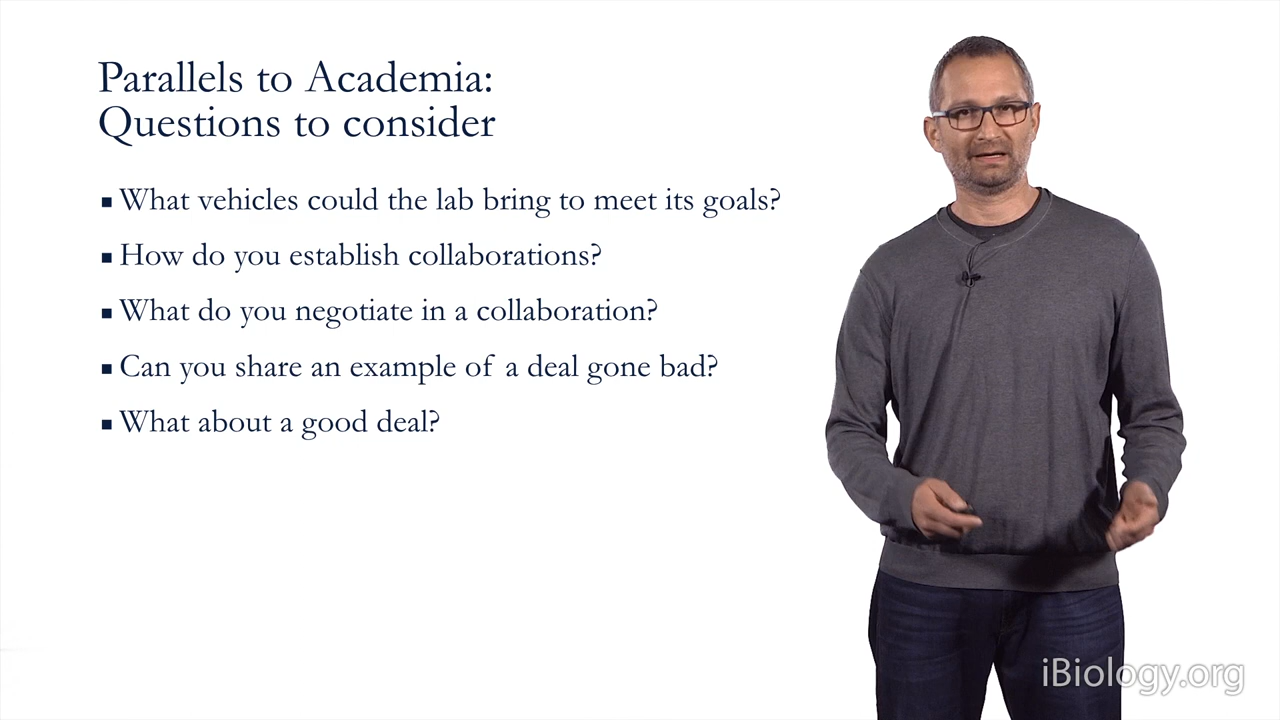 Parallels to Academia:
Questions to consider
▪ What vehicles could the lab bring to meet its goals?
▪ How do you establish collaborations?
▪ What do you negotiate in a collaboration?
▪ Can you share an example of a deal gone bad?
▪ What about a good deal?
iBiology.org